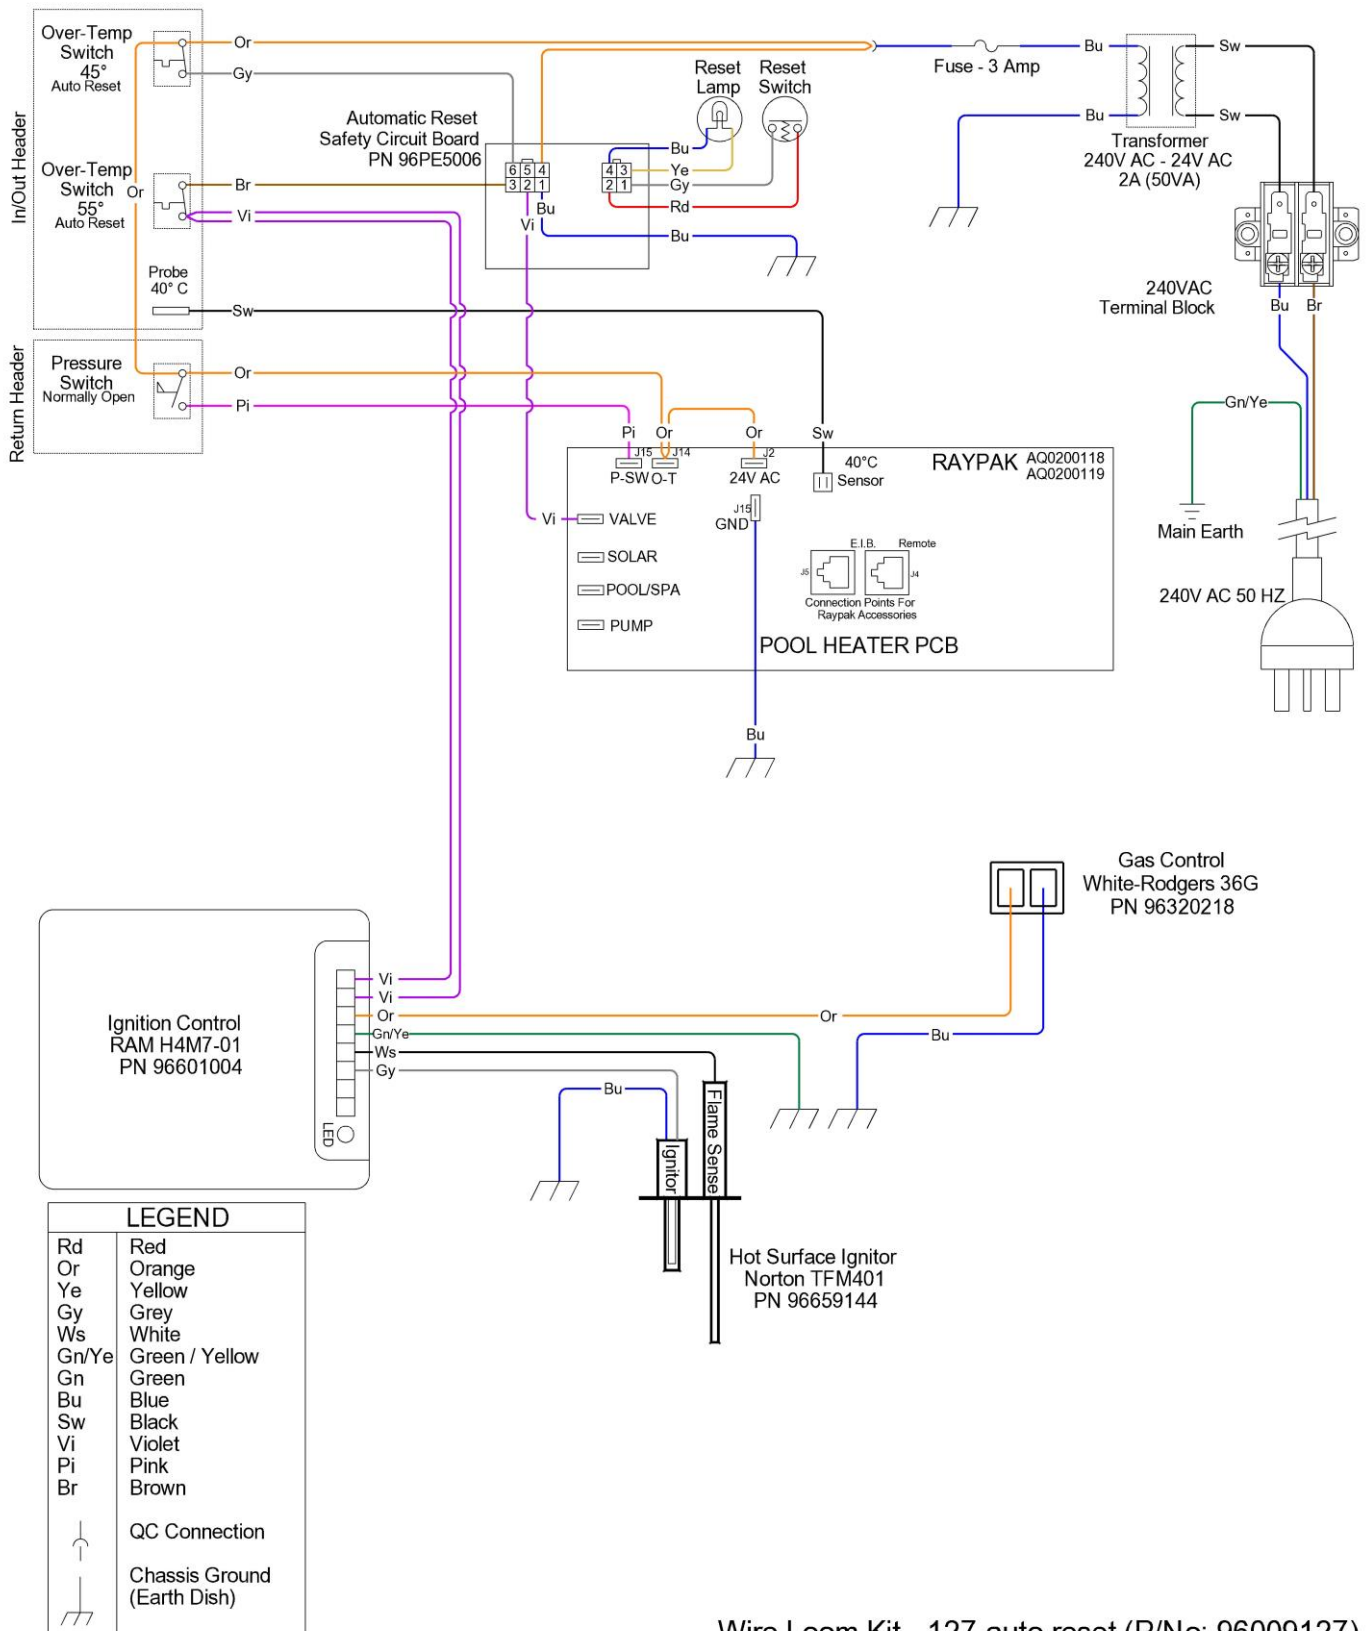 In/Out Header
Over-Temp
Switch
45°
Auto Reset
Or
Gy
Over-Temp
Switch
55°
Auto Reset
Or
Br
Vi
Probe
40° C
Sw
Return Header
Pressure
Switch
Normally Open
Or
Pi
Automatic Reset
Safety Circuit Board
PN 96PE5006
6 5 4
3 2 1
Bu
Vi
4 3
2 1
Reset
Lamp
Reset
Switch
Bu
Ye
Gy
Rd
Bu
Fuse - 3 Amp
Bu
Bu
Sw
Sw
Transformer
240V AC - 24V AC
2A (50VA)
240VAC
Terminal Block
Bu
Br
Gn/Ye
Main Earth
240V AC 50 HZ
Pi
Or
Or
Sw
J15
J14
J2
P-SW
O-T
24V AC
40°C
Sensor
RAYPAK
AQ0200118
AQ0200119
J15
GND
Vi
VALVE
SOLAR
POOL/SPA
PUMP
E.I.B.
Remote
J5
J4
Connection Points For
Raypak Accessories
POOL HEATER PCB
Bu
Gas Control
White-Rodgers 36G
PN 96320218
Ignition Control
RAM H4M7-01
PN 96601004
LED
Vi
Vi
Or
Gn/Ye
Ws
Gy
Or
Bu
Bu
Ignitor
Flame Sense
Hot Surface Ignitor
Norton TFM401
PN 96659144
LEGEND
Rd Red
Or Orange
Ye Yellow
Gy Grey
Ws White
Gn/Ye Green / Yellow
Gn Green
Bu Blue
Sw Black
Vi Violet
Pi Pink
Br Brown
QC Connection
Chassis Ground
(Earth Dish)
Wire Loom Kit - 127 auto reset (P/No: 96009127)